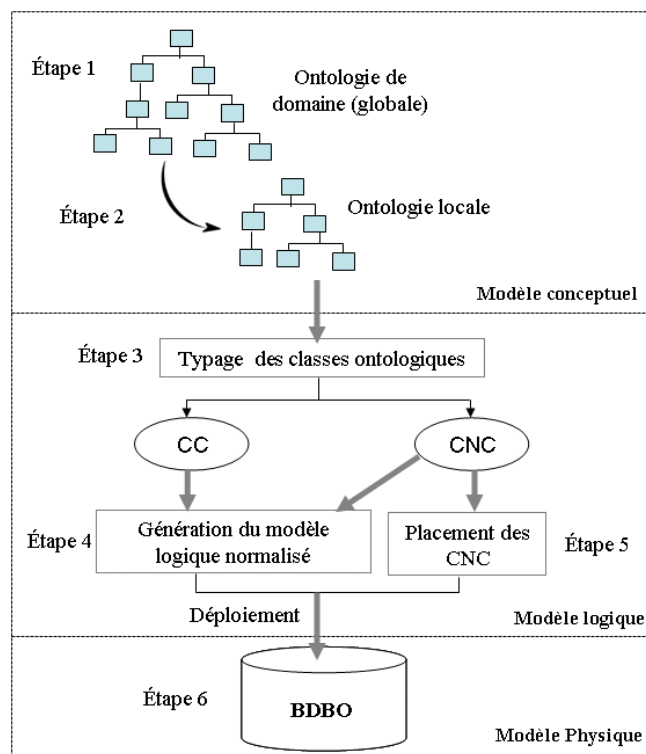 Étape 1
Ontologie de
domaine (globale)
Étape 2
Ontologie locale
Modèle conceptuel
Étape 3
Typage des classes ontologiques
CC
CNC
Étape 4
Génération du modèle
logique normalisé
Placement des
CNC
Étape 5
Déploiement
Modèle logique
Étape 6
BDBO
Modèle Physique